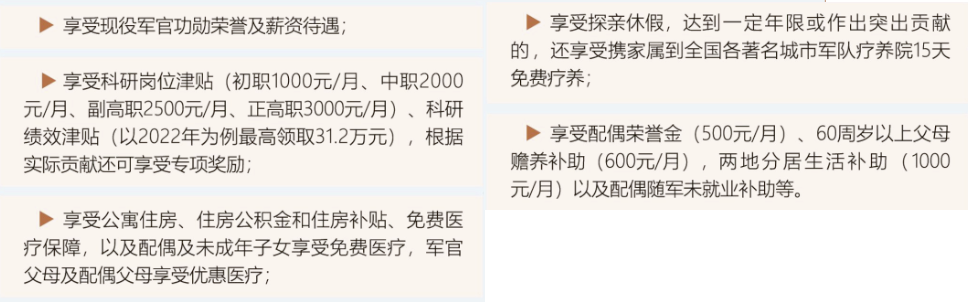 ▶ 享受现役军官功勋荣誉及薪资待遇；
▶ 享受科研岗位津贴（初职1000元/月、中职2000
元/月、副高职2500元/月、正高职3000元/月）、科研
绩效津贴（以2022年为例最高领取31.2万元），根据
实际贡献还可享受专项奖励；
▶ 享受公寓住房、住房公积金和住房补贴、免费医
疗保障，以及配偶及未成年子女享受免费医疗，军官
父母及配偶父母享受优惠医疗；
▶ 享受探亲休假，达到一定年限或作出突出贡献
的，还享受携家属到全国各著名城市军队疗养院15天
免费疗养；
▶ 享受配偶荣誉金（500元/月）、60周岁以上父母
赡养补助（600元/月），两地分居生活补助（1000
元/月）以及配偶随军未就业补助等。